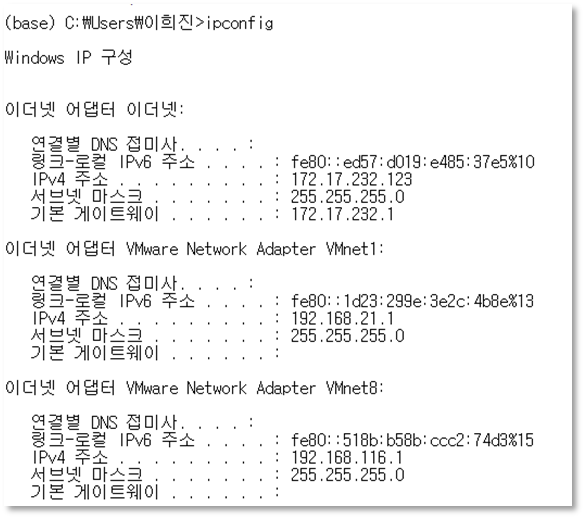 (base) C:₩Users₩이희진>ipconfig
Windows IP 구성
이더넷 어댑터 이더넷:
연결별 DNS 접미사. . . . :
링크-로컬 IPv6 주소 . . . . : fe80::ed57:d019:e485:37e5%10
IPv4 주소 . . . . . . . . . : 172.17.232.123
서브넷 마스크 . . . . . . . : 255.255.255.0
기본 게이트웨이 . . . . . . : 172.17.232.1
이더넷 어댑터 VMware Network Adapter VMnet1:
연결별 DNS 접미사. . . . :
링크-로컬 IPv6 주소 . . . . : fe80::1d23:299e:3e2c:4b8e%13
IPv4 주소 . . . . . . . . . : 192.168.21.1
서브넷 마스크 . . . . . . . : 255.255.255.0
기본 게이트웨이 . . . . . . :
이더넷 어댑터 VMware Network Adapter VMnet8:
연결별 DNS 접미사. . . . :
링크-로컬 IPv6 주소 . . . . : fe80::518b:b58b:ccc2:74d3%15
IPv4 주소 . . . . . . . . . : 192.168.116.1
서브넷 마스크 . . . . . . . : 255.255.255.0
기본 게이트웨이 . . . . . . :